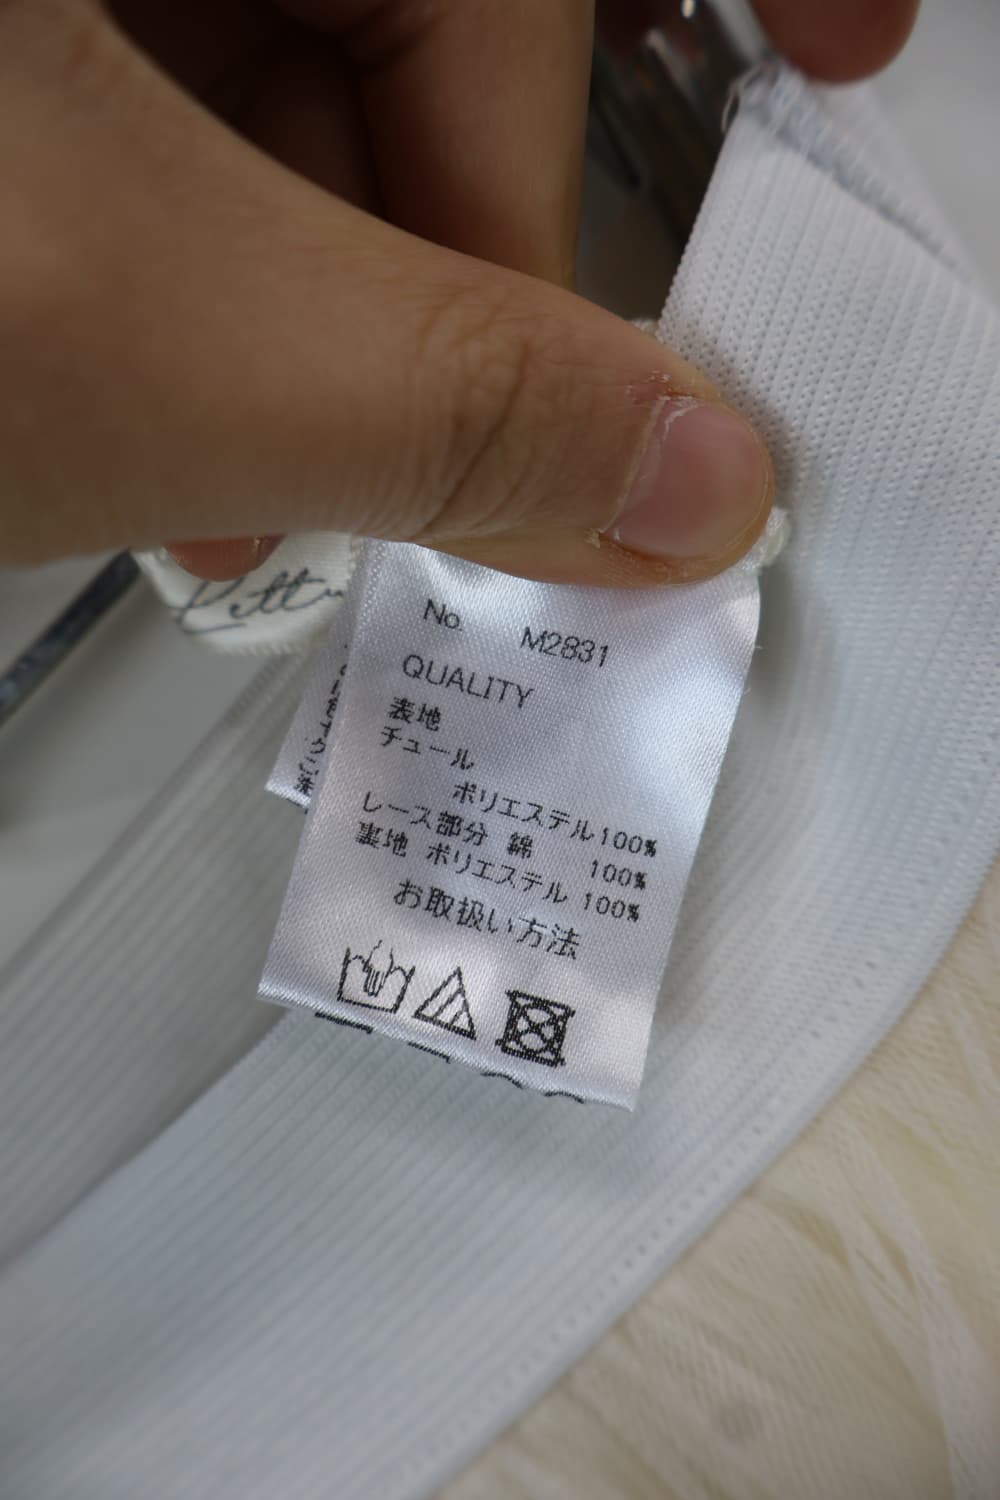 No. M2831
QUALITY
表地
チュール
ポリエステル100%
レース部分 綿 100%
裏地 ポリエステル 100%
お取扱い方法